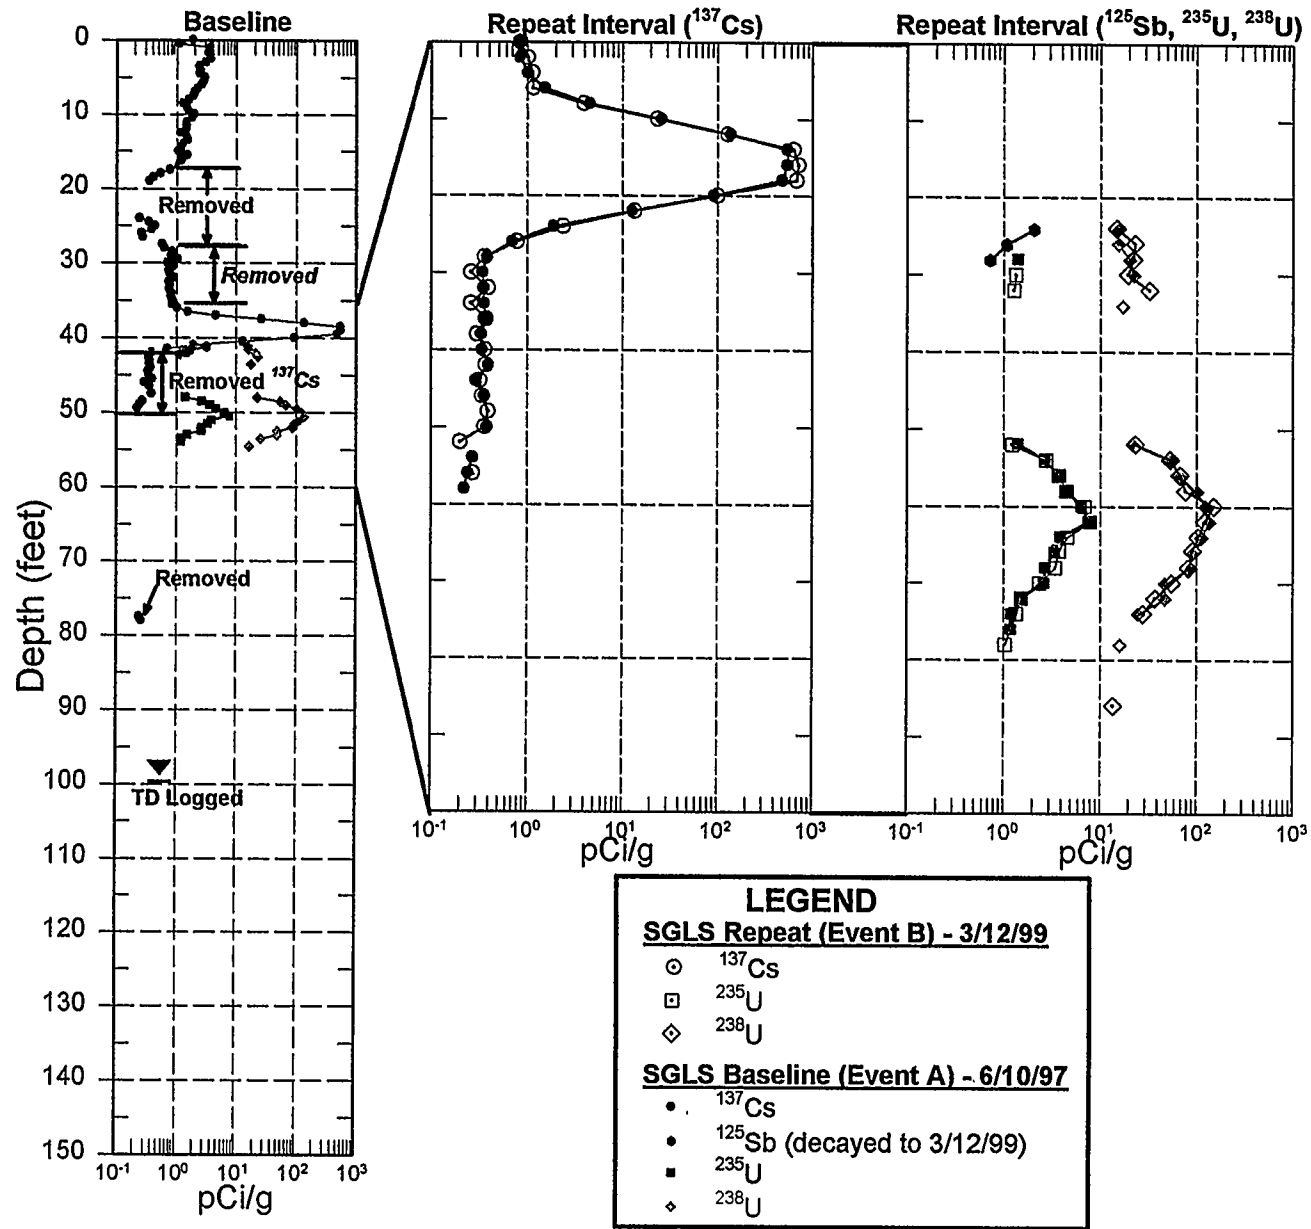 Baseline
Repeat Interval (¹³⁷Cs)
Repeat Interval (¹²⁵Sb, ²³⁵U, ²³⁸U)
Depth (feet)
0
10
20
30
40
50
60
70
80
90
100
110
120
130
140
150
Removed
Removed
Removed ¹³⁷Cs
Removed
TD Logged
10⁻¹ 10⁰ 10¹ 10² 10³
pCi/g
10⁻¹ 10⁰ 10¹ 10² 10³
pCi/g
10⁻¹ 10⁰ 10¹ 10² 10³
pCi/g
LEGEND
SGLS Repeat (Event B) - 3/12/99
¹³⁷Cs
²³⁵U
²³⁸U
SGLS Baseline (Event A) - 6/10/97
¹³⁷Cs
¹²⁵Sb (decayed to 3/12/99)
²³⁵U
²³⁸U